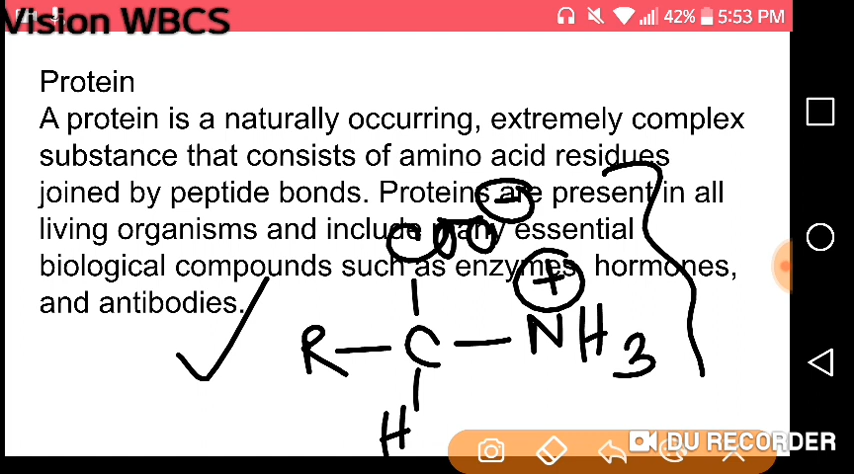 Vision WBCS
42% 5:53 PM
Protein
A protein is a naturally occurring, extremely complex
substance that consists of amino acid residues
joined by peptide bonds. Proteins are present in all
living organisms and include many essential
biological compounds such as enzymes, hormones,
and antibodies.
COO −
+
R — C — NH3
H
DU RECORDER